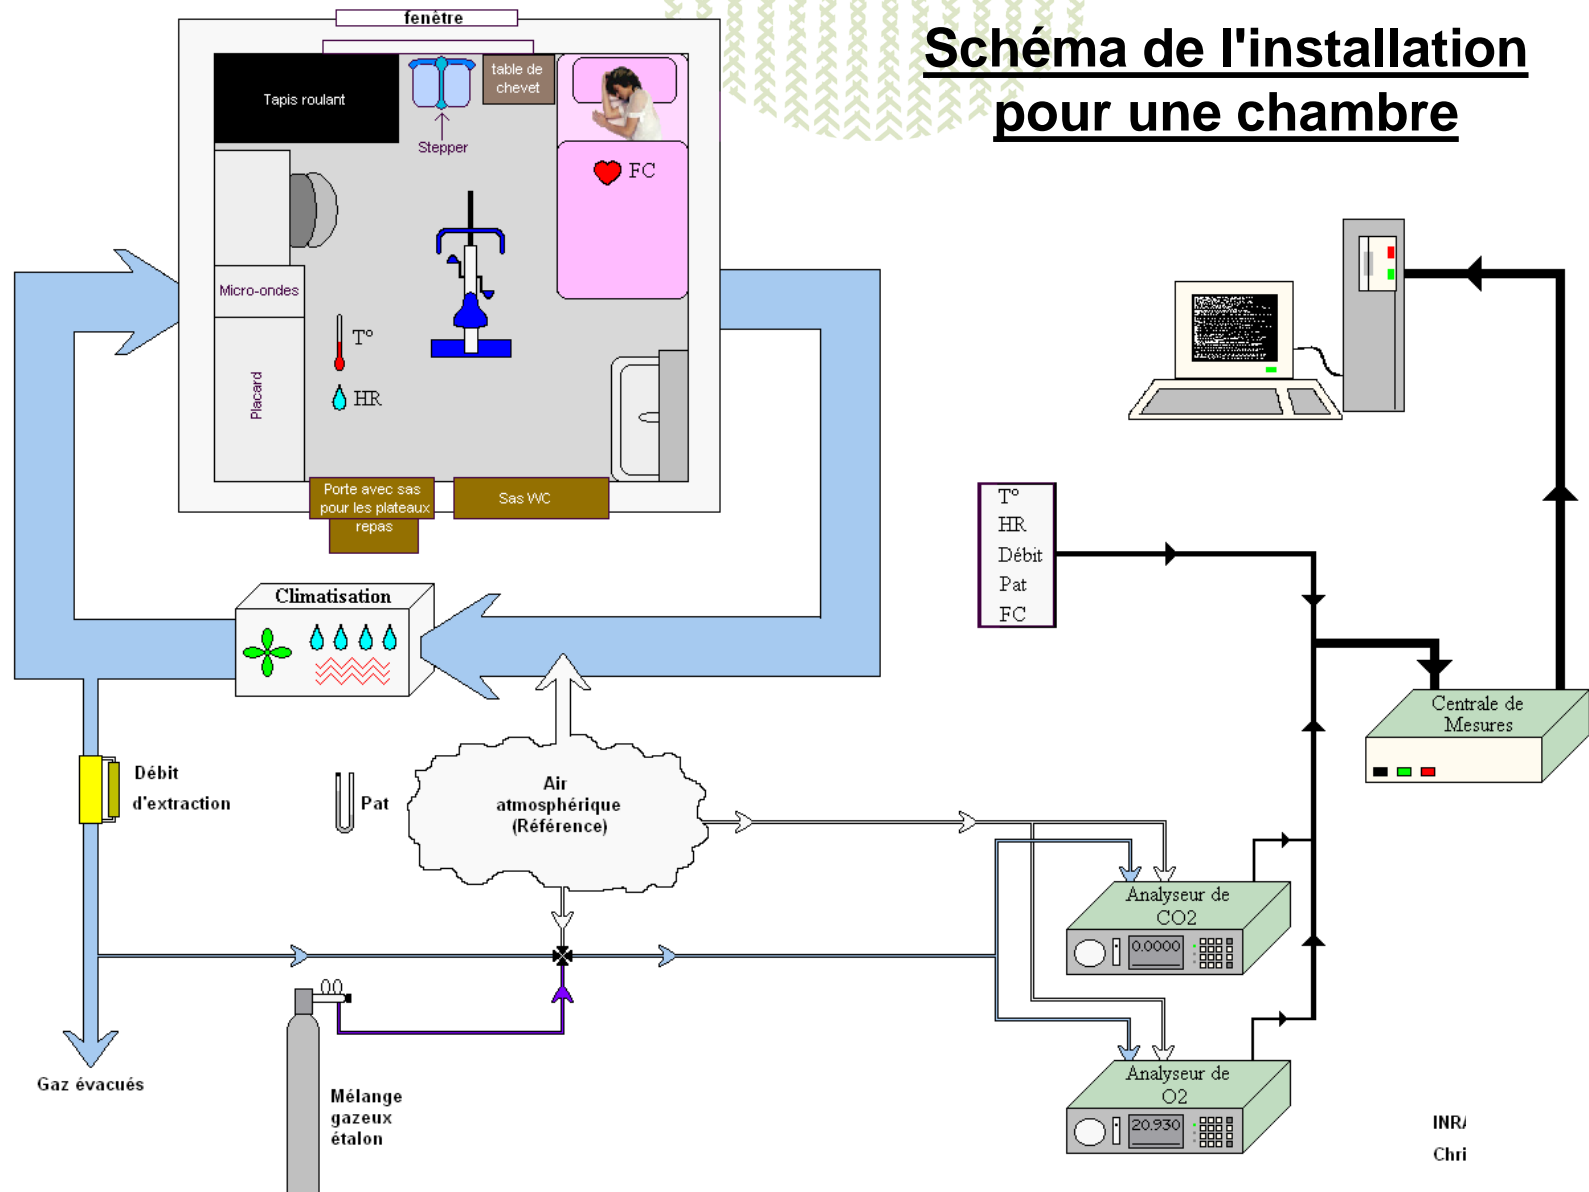 Schéma de l'installation
pour une chambre
fenêtre
Tapis roulant
Stepper
table de
chevet
FC
Micro-ondes
Placard
T°
HR
Porte avec sas
pour les plateaux
repas
Sas WC
Climatisation
T°
HR
Débit
Pat
FC
Centrale de
Mesures
Débit
d'extraction
Pat
Air
atmosphérique
(Référence)
Analyseur de
CO2
0.0000
Analyseur de
O2
20.930
Gaz évacués
Mélange
gazeux
étalon
INRA
Chri